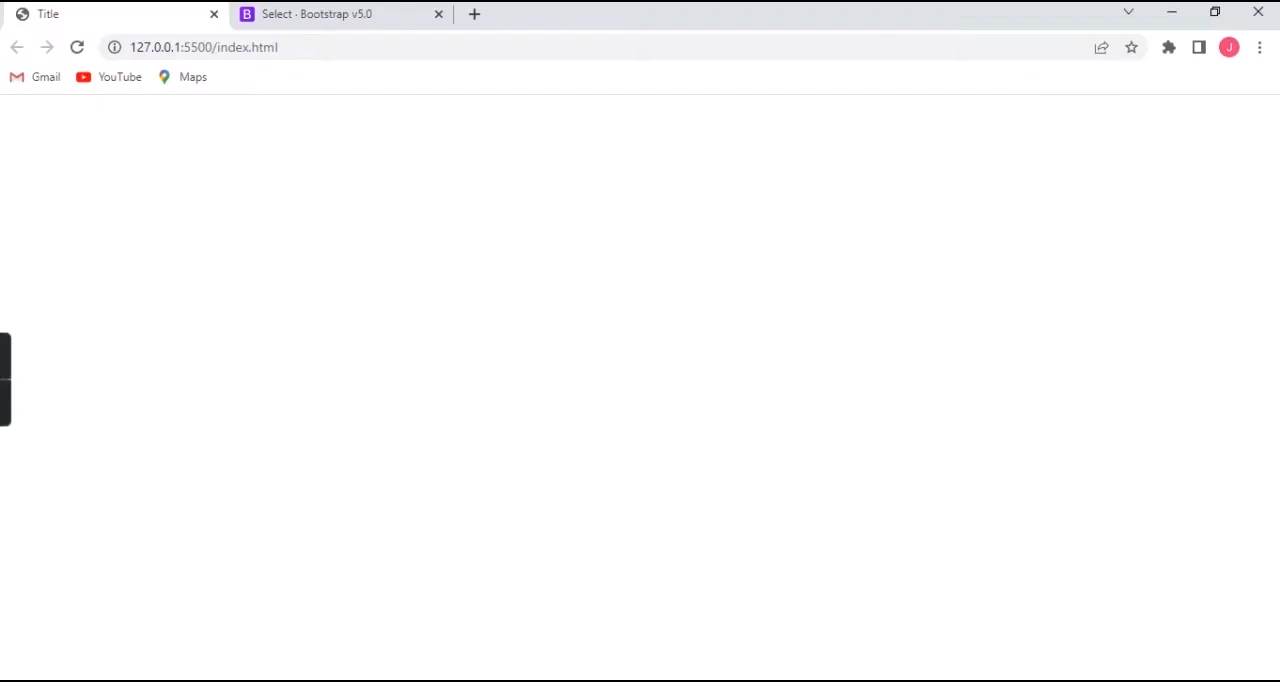 Title
B Select · Bootstrap v5.0
127.0.0.1:5500/index.html
J
Gmail YouTube Maps